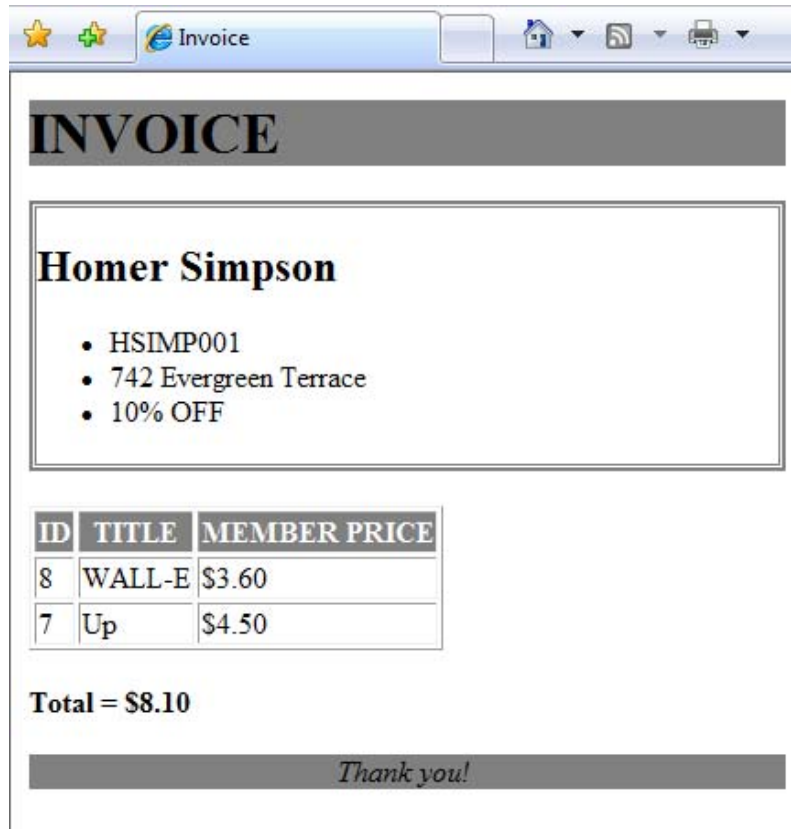 Invoice
INVOICE
Homer Simpson
• HSIMP001
• 742 Evergreen Terrace
• 10% OFF
ID TITLE MEMBER PRICE
8 WALL-E $3.60
7 Up $4.50
Total = $8.10
Thank you!